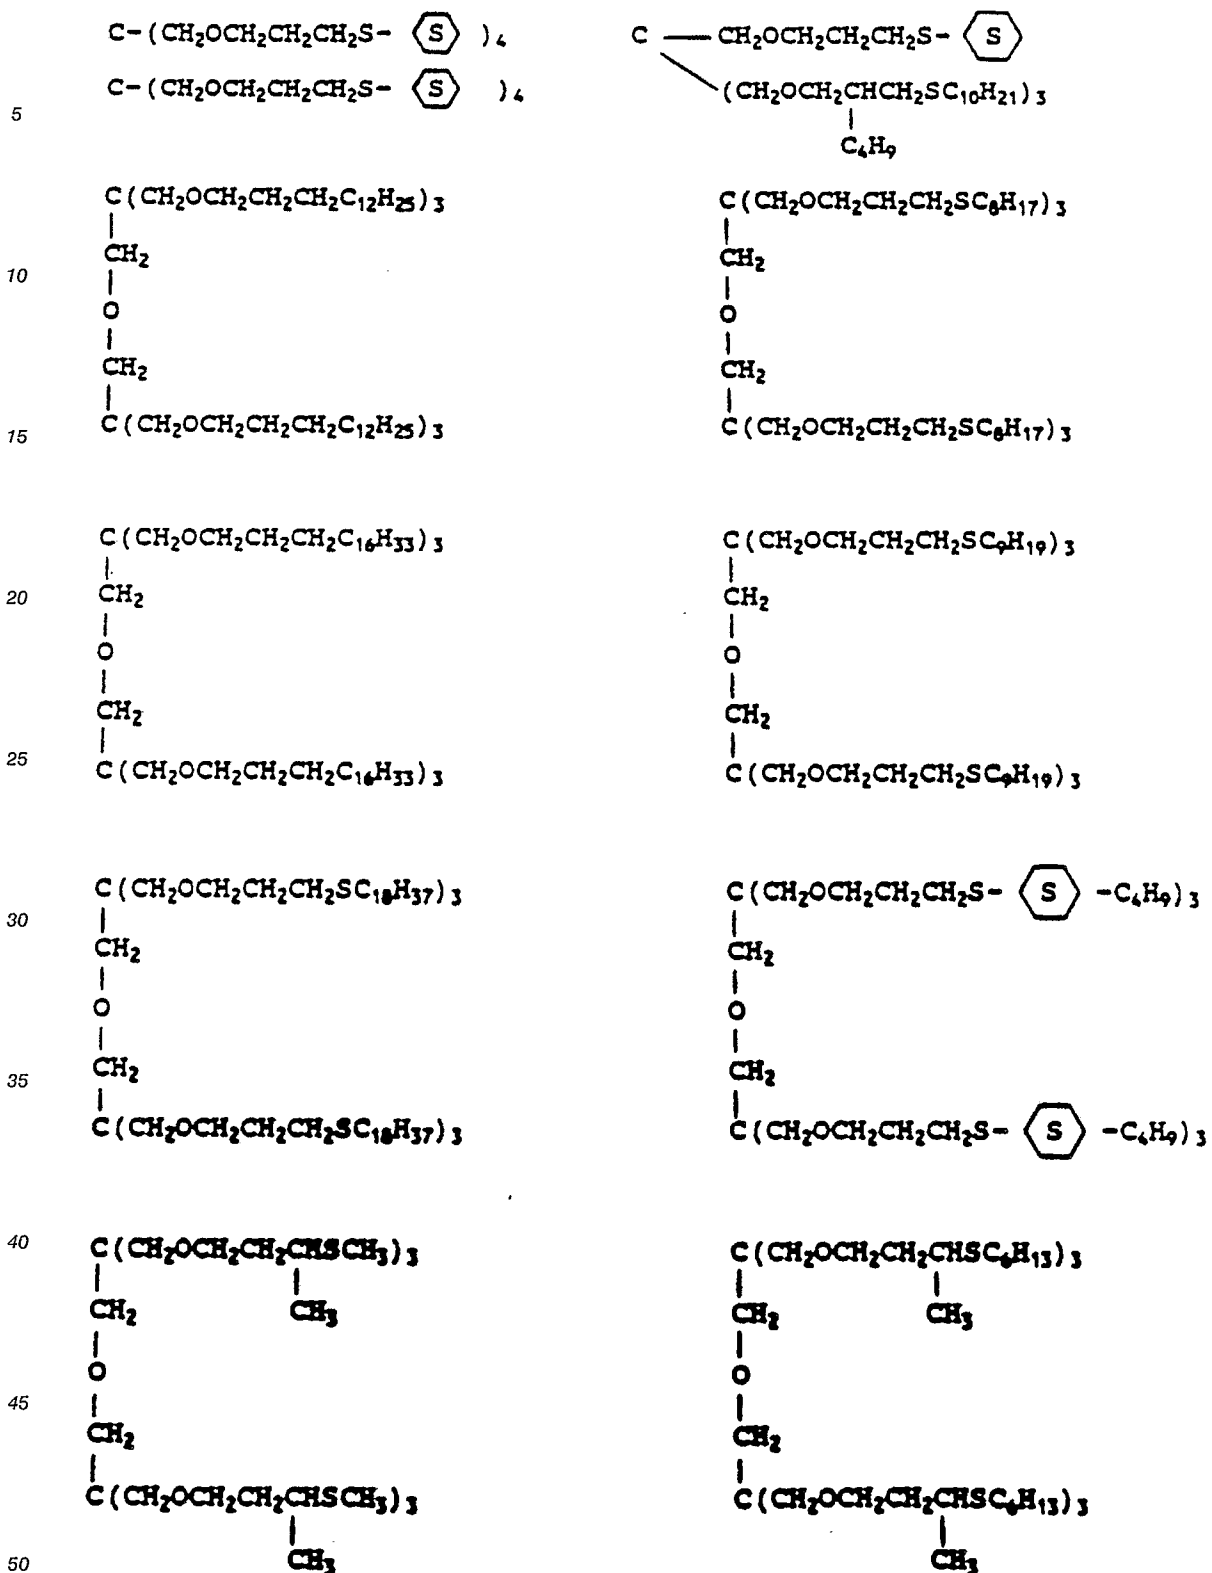 C-(CH₂OCH₂CH₂CH₂S- S )₄
C-(CH₂OCH₂CH₂CH₂S- S )₄
C — CH₂OCH₂CH₂CH₂S- S
(CH₂OCH₂CHCH₂SC₁₀H₂₁)₃
C₄H₉
5
C(CH₂OCH₂CH₂CH₂C₁₂H₂₅)₃
CH₂
O
CH₂
C(CH₂OCH₂CH₂CH₂C₁₂H₂₅)₃
C(CH₂OCH₂CH₂CH₂SC₈H₁₇)₃
CH₂
O
CH₂
C(CH₂OCH₂CH₂CH₂SC₈H₁₇)₃
10
15
C(CH₂OCH₂CH₂CH₂C₁₆H₃₃)₃
CH₂
O
CH₂
C(CH₂OCH₂CH₂CH₂C₁₆H₃₃)₃
C(CH₂OCH₂CH₂CH₂SC₉H₁₉)₃
CH₂
O
CH₂
C(CH₂OCH₂CH₂CH₂SC₉H₁₉)₃
20
25
C(CH₂OCH₂CH₂CH₂SC₁₈H₃₇)₃
CH₂
O
CH₂
C(CH₂OCH₂CH₂CH₂SC₁₈H₃₇)₃
C(CH₂OCH₂CH₂CH₂S- S -C₄H₉)₃
CH₂
O
CH₂
C(CH₂OCH₂CH₂CH₂S- S -C₄H₉)₃
30
35
C(CH₂OCH₂CH₂CHSCH₃)₃
CH₃
CH₂
O
CH₂
C(CH₂OCH₂CH₂CHSCH₃)₃
CH₃
C(CH₂OCH₂CH₂CHSC₆H₁₃)₃
CH₃
CH₂
O
CH₂
C(CH₂OCH₂CH₂CHSC₆H₁₃)₃
CH₃
40
45
50